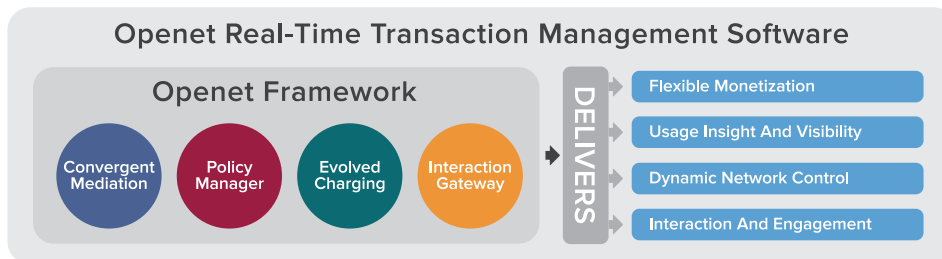 Openet Real-Time Transaction Management Software
Openet Framework
Convergent
Mediation
Policy
Manager
Evolved
Charging
Interaction
Gateway
DELIVERS
Flexible Monetization
Usage Insight And Visibility
Dynamic Network Control
Interaction And Engagement